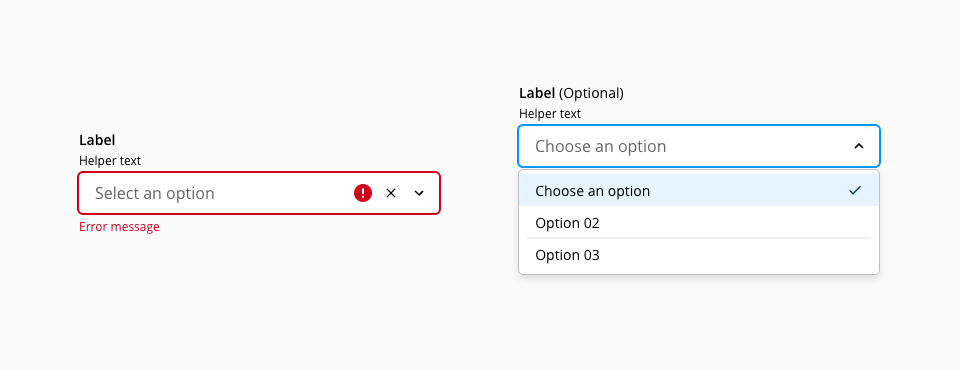 Label
Helper text
Select an option
Error message
Label (Optional)
Helper text
Choose an option
Choose an option
Option 02
Option 03